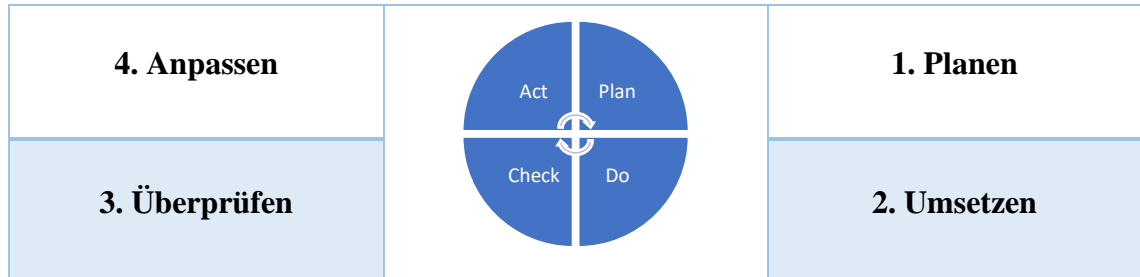 4. Anpassen
Act
Plan
1. Planen
3. Überprüfen
Check
Do
2. Umsetzen